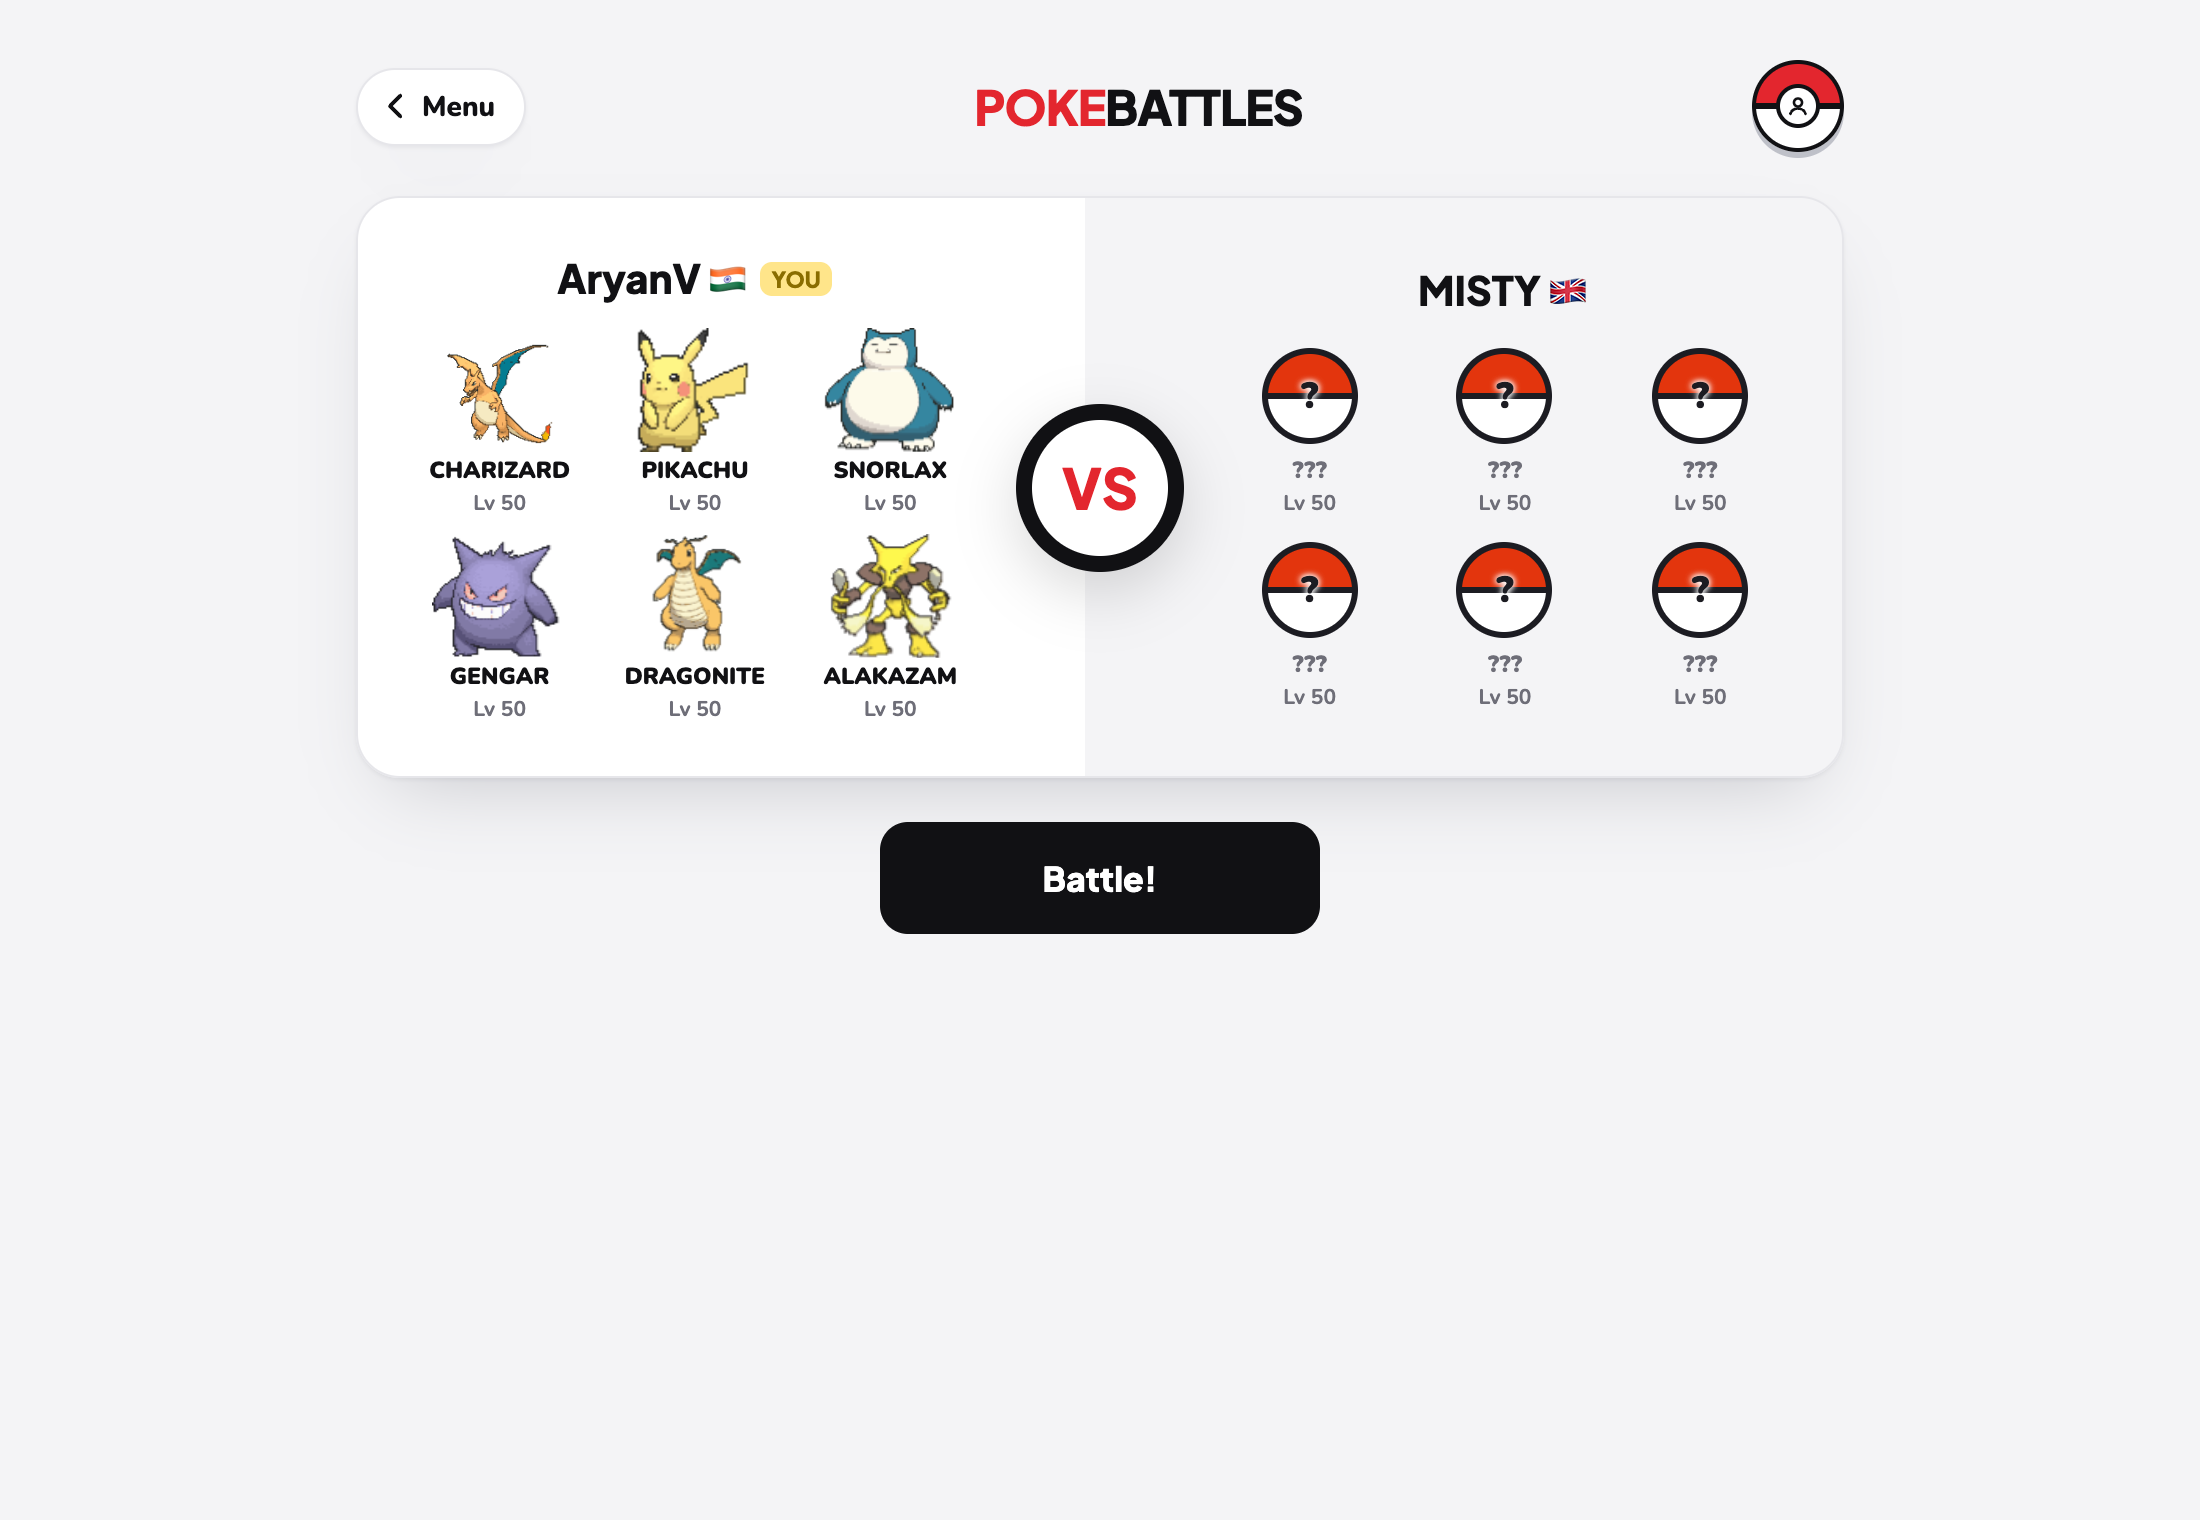 Menu
POKEBATTLES
AryanV YOU
CHARIZARD PIKACHU SNORLAX
Lv 50 Lv 50 Lv 50
GENGAR DRAGONITE ALAKAZAM
Lv 50 Lv 50 Lv 50
VS
MISTY
? ? ?
??? ??? ???
Lv 50 Lv 50 Lv 50
? ? ?
??? ??? ???
Lv 50 Lv 50 Lv 50
Battle!